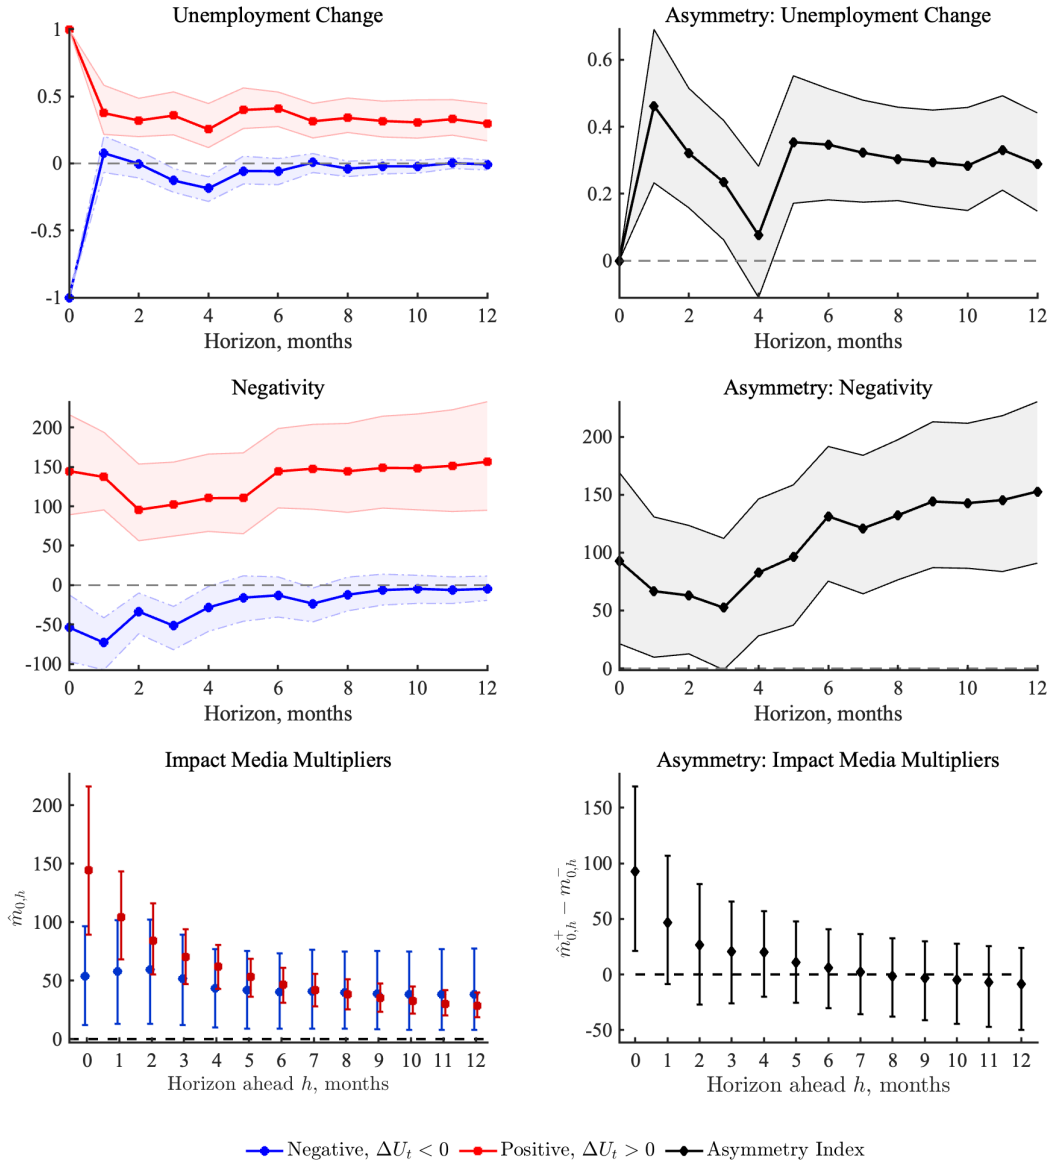 Unemployment Change
1
0.5
0
-0.5
-1
0 2 4 6 8 10 12
Horizon, months
Asymmetry: Unemployment Change
0.6
0.4
0.2
0
0 2 4 6 8 10 12
Horizon, months
Negativity
200
150
100
50
0
-50
-100
0 2 4 6 8 10 12
Horizon, months
Asymmetry: Negativity
200
150
100
50
0
0 2 4 6 8 10 12
Horizon, months
Impact Media Multipliers
200
150
100
50
0
m̂₀,ₕ
0 1 2 3 4 5 6 7 8 9 10 11 12
Horizon ahead h, months
Asymmetry: Impact Media Multipliers
150
100
50
0
-50
m̂⁺₀,ₕ − m⁻₀,ₕ
0 1 2 3 4 5 6 7 8 9 10 11 12
Horizon ahead h, months
Negative, ΔUₜ < 0 Positive, ΔUₜ > 0 Asymmetry Index